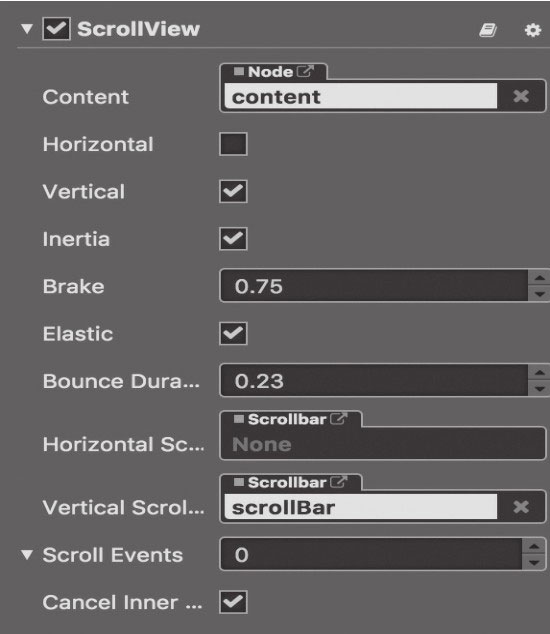 ScrollView
Node
Content content
Horizontal
Vertical
Inertia
Brake 0.75
Elastic
Bounce Dura... 0.23
Scrollbar
Horizontal Sc... None
Scrollbar
Vertical Scrol... scrollBar
Scroll Events 0
Cancel Inner ...